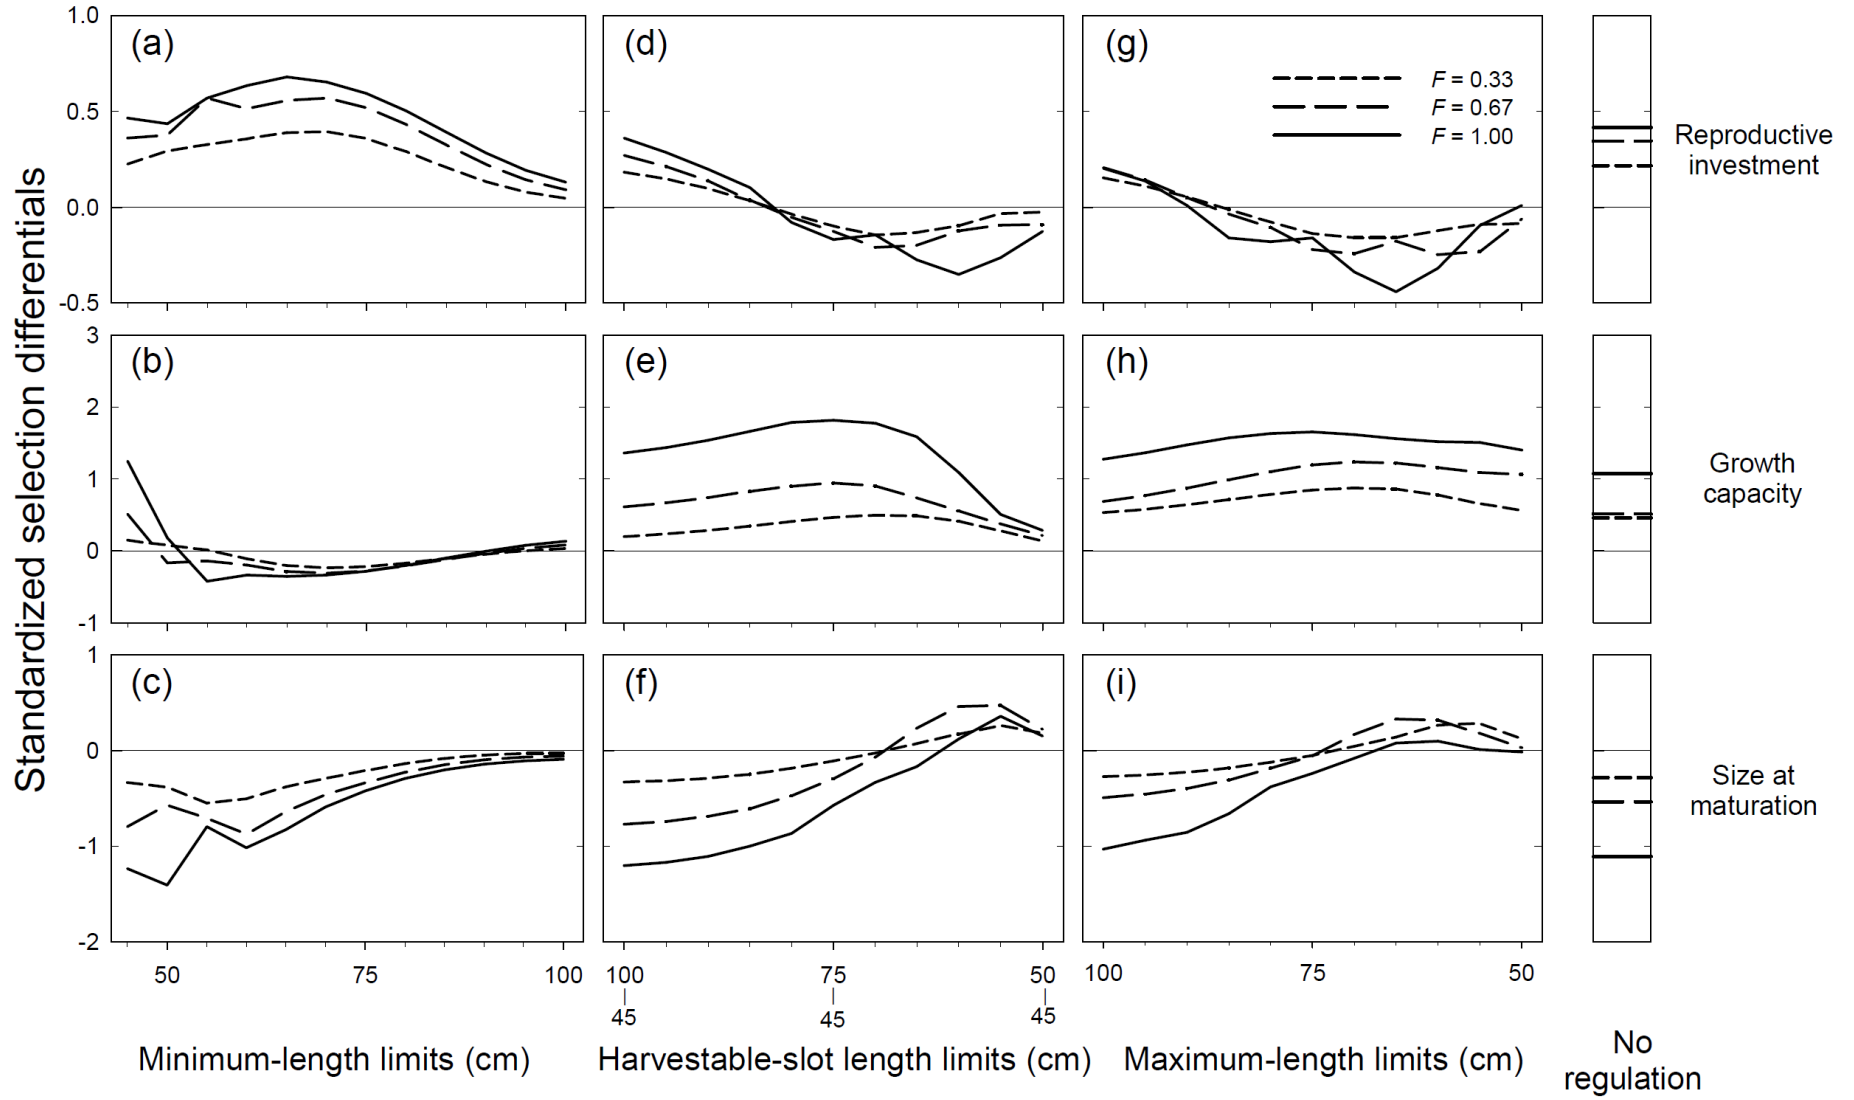 Standardized selection differentials
1.0
0.5
0.0
-0.5
(a)
(d)
(g)
F = 0.33
F = 0.67
F = 1.00
Reproductive
investment
3
2
1
0
-1
(b)
(e)
(h)
Growth
capacity
1
0
-1
-2
(c)
(f)
(i)
Size at
maturation
50 75 100
100 75 50
45 45 45
100 75 50
Minimum-length limits (cm)
Harvestable-slot length limits (cm)
Maximum-length limits (cm)
No
regulation